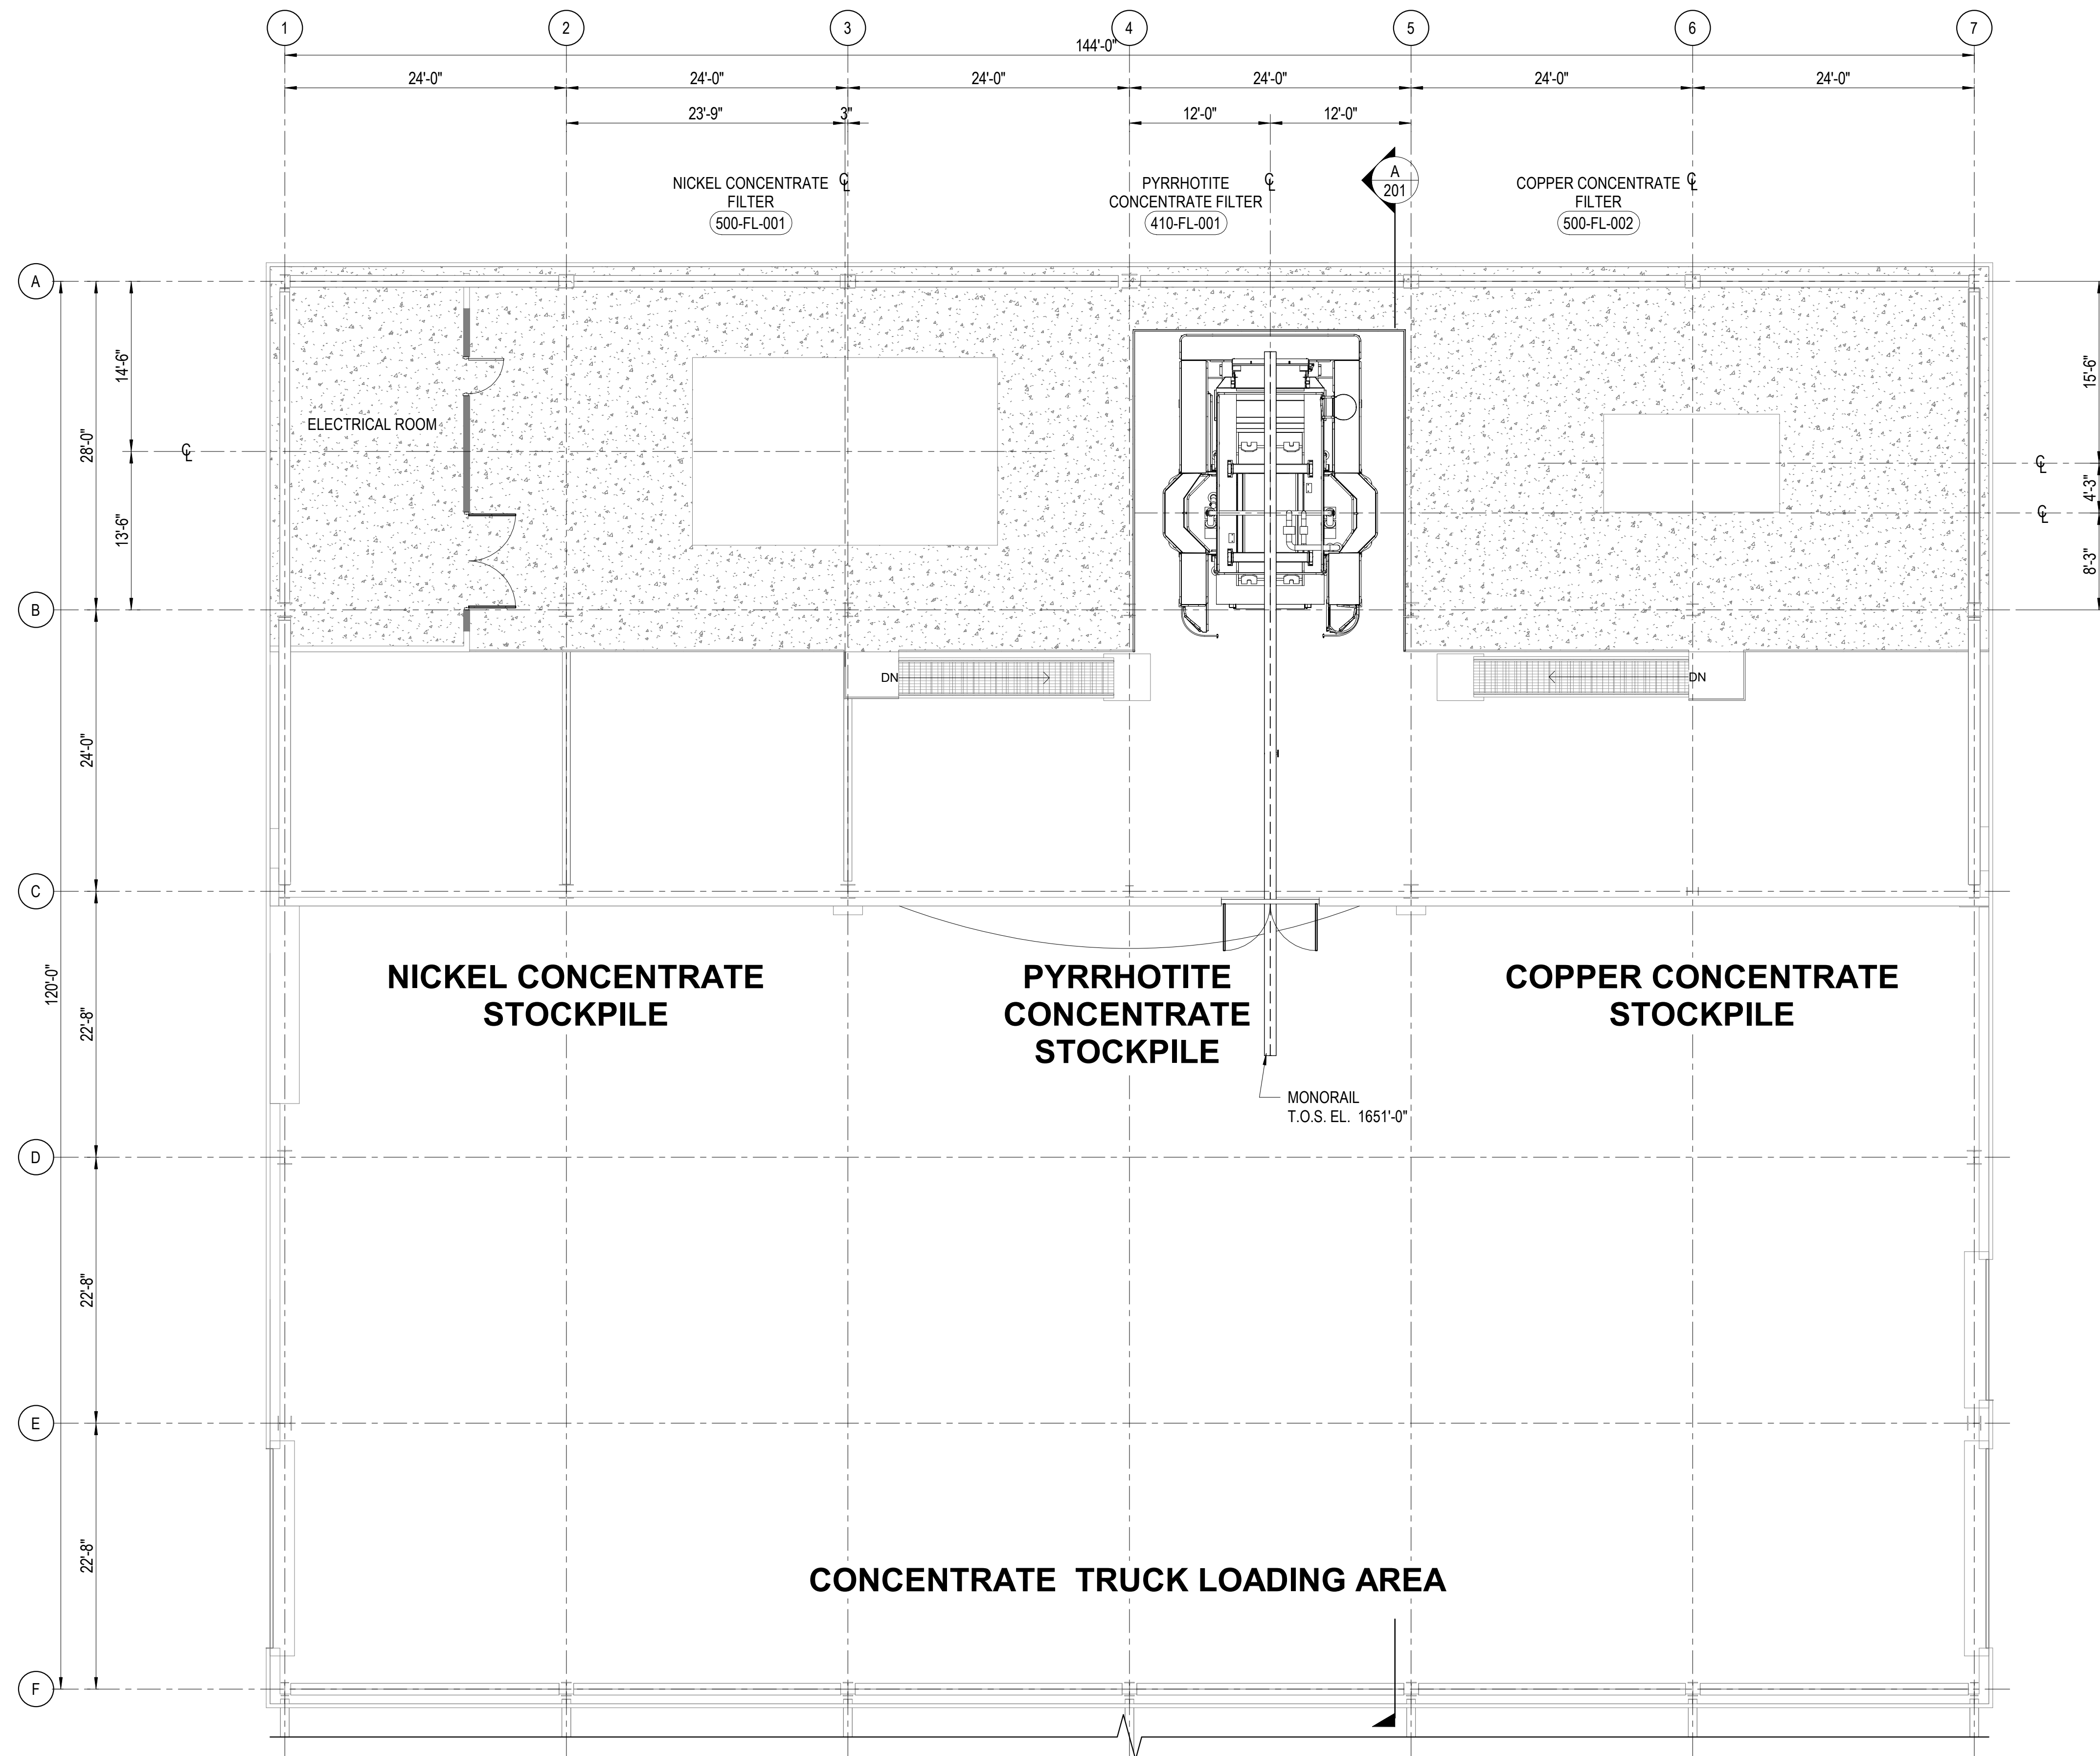 1 2 3 4 5 6 7
144'-0"
24'-0" 24'-0" 24'-0" 24'-0" 24'-0" 24'-0"
23'-9" 3" 12'-0" 12'-0"
NICKEL CONCENTRATE ℄
FILTER
500-FL-001
PYRRHOTITE ℄
CONCENTRATE FILTER
410-FL-001
A
201
COPPER CONCENTRATE ℄
FILTER
500-FL-002
A
14'-6"
15'-6"
28'-0"
ELECTRICAL ROOM
℄
℄
4'-3"
℄
13'-6"
8'-3"
B
DN
DN
24'-0"
C
120'-0"
22'-8"
NICKEL CONCENTRATE
STOCKPILE
PYRRHOTITE
CONCENTRATE
STOCKPILE
COPPER CONCENTRATE
STOCKPILE
MONORAIL
T.O.S. EL. 1651'-0"
D
22'-8"
E
22'-8"
CONCENTRATE TRUCK LOADING AREA
F